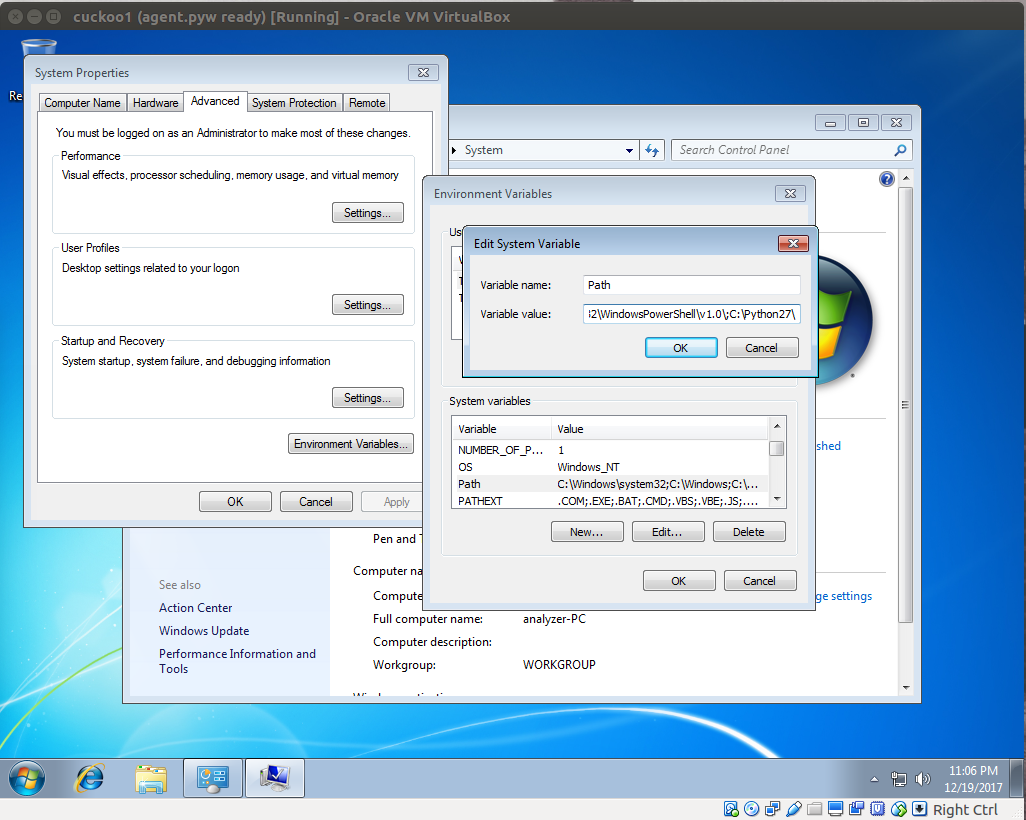 cuckoo1 (agent.pyw ready) [Running] - Oracle VM VirtualBox
Re
System Properties
Computer Name Hardware Advanced System Protection Remote
You must be logged on as an Administrator to make most of these changes.
Performance
Visual effects, processor scheduling, memory usage, and virtual memory
Settings...
User Profiles
Desktop settings related to your logon
Settings...
Startup and Recovery
System startup, system failure, and debugging information
Settings...
Environment Variables...
OK Cancel Apply
System
Search Control Panel
Environment Variables
Us
Edit System Variable
Variable name: Path
Variable value: 32\WindowsPowerShell\v1.0\;C:\Python27\
OK Cancel
System variables
Variable Value
NUMBER_OF_P... 1
OS Windows_NT
Path C:\Windows\system32;C:\Windows;C:\...
PATHEXT .COM;.EXE;.BAT;.CMD;.VBS;.VBE;.JS;....
New... Edit... Delete
OK Cancel
shed
Pen and T
Computer na
Compute
ge settings
Full computer name: analyzer-PC
Computer description:
Workgroup: WORKGROUP
See also
Action Center
Windows Update
Performance Information and
Tools
11:06 PM
12/19/2017
Right Ctrl